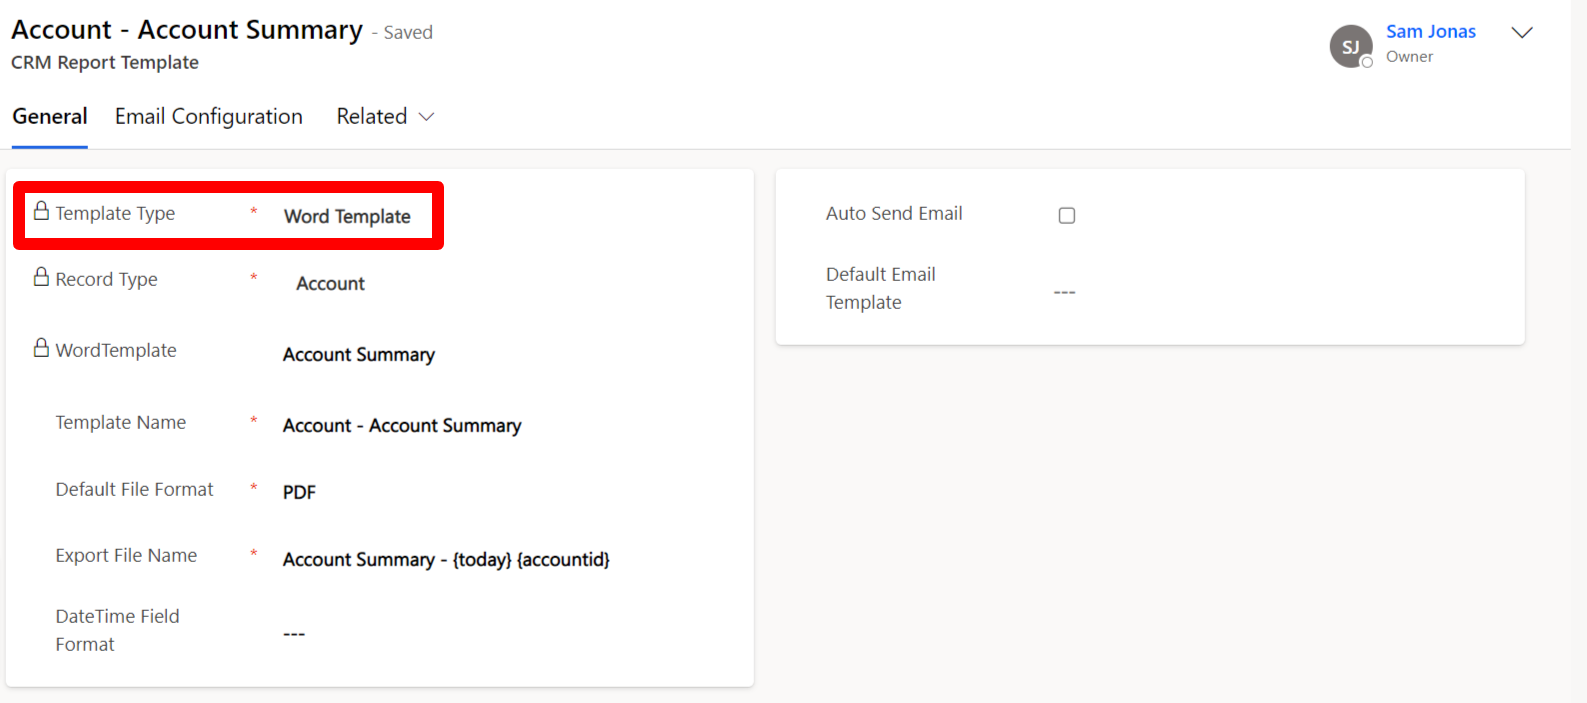 Account - Account Summary - Saved
CRM Report Template
SJ
Sam Jonas
Owner
General Email Configuration Related
Template Type * Word Template
Record Type * Account
WordTemplate Account Summary
Template Name * Account - Account Summary
Default File Format * PDF
Export File Name * Account Summary - {today} {accountid}
DateTime Field
Format
---
Auto Send Email
Default Email
Template
---